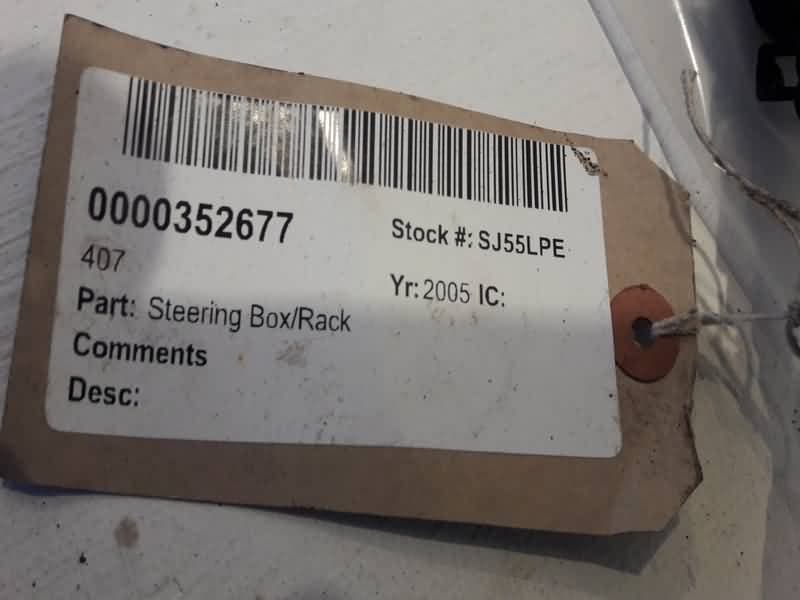 0000352677
Stock #: SJ55LPE
407
Yr: 2005 IC:
Part: Steering Box/Rack
Comments
Desc: